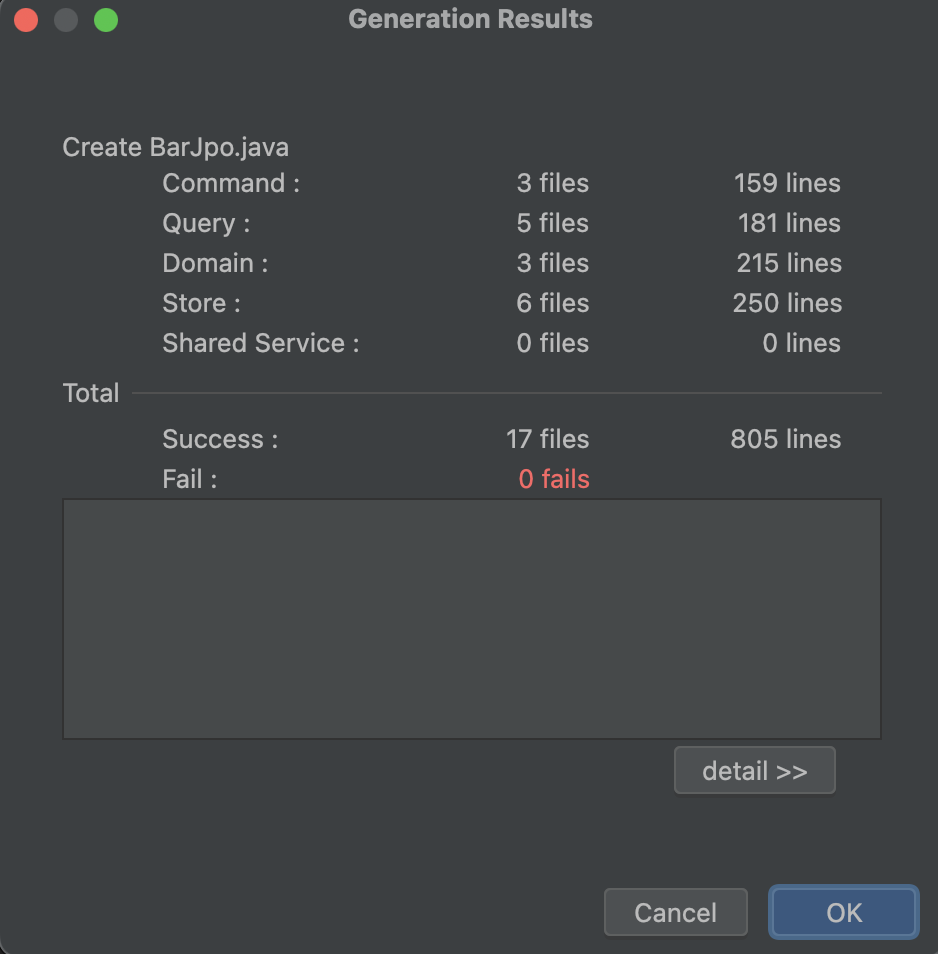 Generation Results
Create BarJpo.java
Command : 3 files 159 lines
Query : 5 files 181 lines
Domain : 3 files 215 lines
Store : 6 files 250 lines
Shared Service : 0 files 0 lines
Total
Success : 17 files 805 lines
Fail : 0 fails
detail >>
Cancel OK